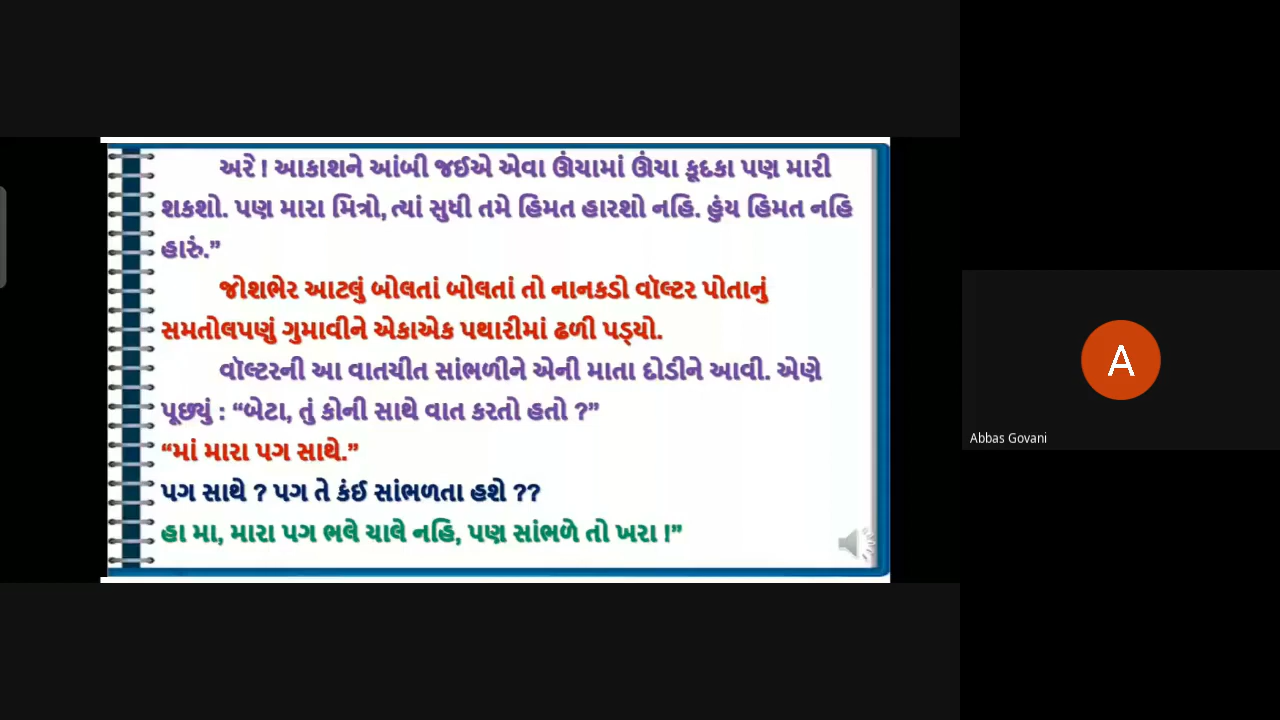 અરે ! આકાશને આંબી જઈએ એવા ઊંચામાં ઊંચા કૂદકા પણ મારી
શકશો. પણ મારા મિત્રો, ત્યાં સુધી તમે હિમત હારશો નહિ. હુંય હિમત નહિ
હારું.”
જોશભેર આટલું બોલતાં બોલતાં તો નાનકડો વૉલ્ટર પોતાનું
સમતોલપણું ગુમાવીને એકાએક પથારીમાં ઢળી પડ્યો.
વૉલ્ટરની આ વાતચીત સાંભળીને એની માતા દોડીને આવી. એણે
પૂછ્યું : “બેટા, તું કોની સાથે વાત કરતો હતો ?”
“માં મારા પગ સાથે.”
પગ સાથે ? પગ તે કંઈ સાંભળતા હશે ??
હા મા, મારા પગ ભલે ચાલે નહિ, પણ સાંભળે તો ખરા !”
A
Abbas Govani